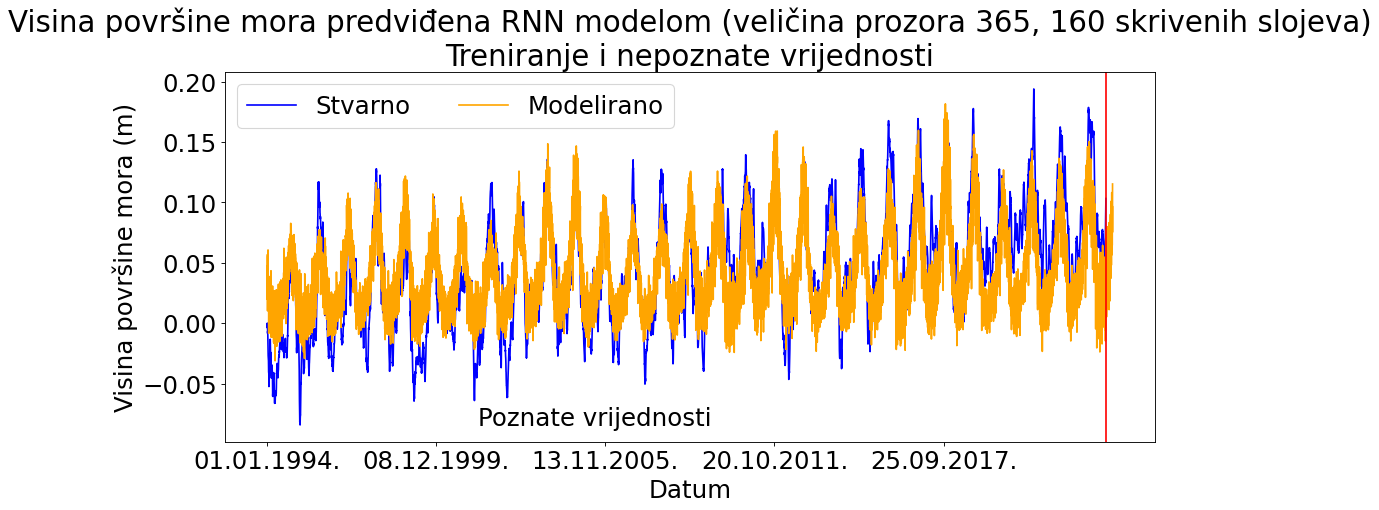 Visina površine mora predviđena RNN modelom (veličina prozora 365, 160 skrivenih slojeva)
Treniranje i nepoznate vrijednosti
Stvarno
Modelirano
Visina površine mora (m)
0.20
0.15
0.10
0.05
0.00
−0.05
Poznate vrijednosti
01.01.1994.
08.12.1999.
13.11.2005.
20.10.2011.
25.09.2017.
Datum